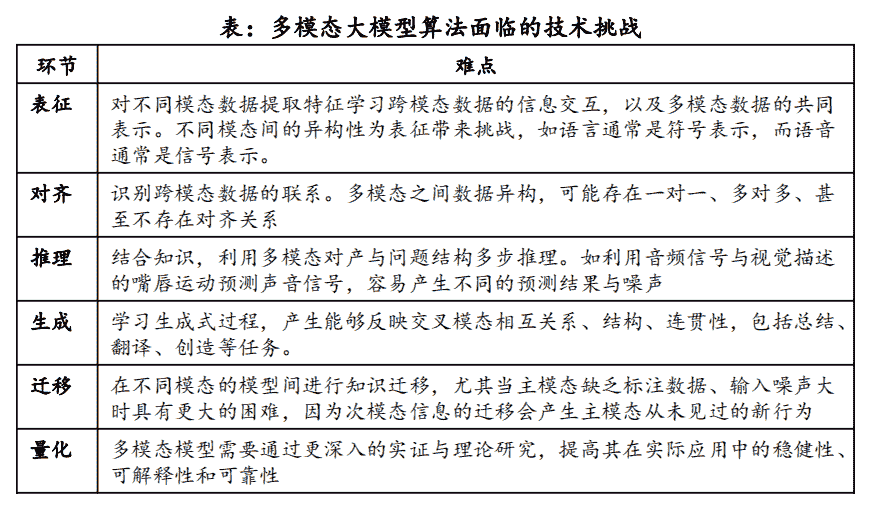 表：多模态大模型算法面临的技术挑战
环节 难点
表征 对不同模态数据提取特征学习跨模态数据的信息交互，以及多模态数据的共同
表示。不同模态间的异构性为表征带来挑战，如语言通常是符号表示，而语音
通常是信号表示。
对齐 识别跨模态数据的联系。多模态之间数据异构，可能存在一对一、多对多、甚
至不存在对齐关系
推理 结合知识，利用多模态对产与问题结构多步推理。如利用音频信号与视觉描述
的嘴唇运动预测声音信号，容易产生不同的预测结果与噪声
生成 学习生成式过程，产生能够反映交叉模态相互关系、结构、连贯性，包括总结、
翻译、创造等任务。
迁移 在不同模态的模型间进行知识迁移，尤其当主模态缺乏标注数据、输入噪声大
时具有更大的困难，因为次模态信息的迁移会产生主模态从未见过的新行为
量化 多模态模型需要通过更深入的实证与理论研究，提高其在实际应用中的稳健性、
可解释性和可靠性